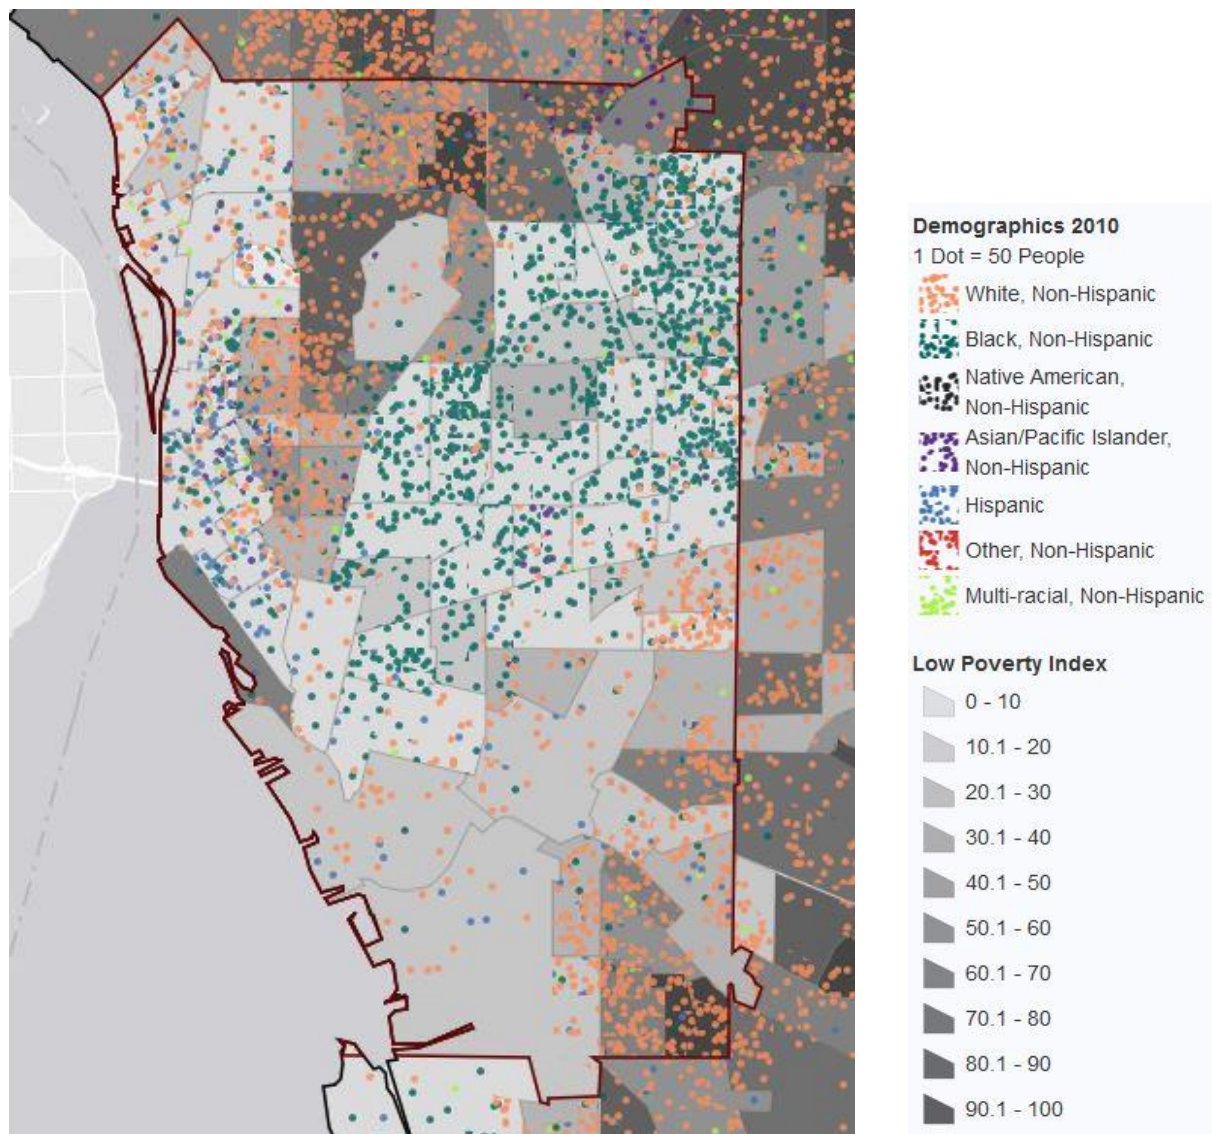 Demographics 2010
1 Dot = 50 People
White, Non-Hispanic
Black, Non-Hispanic
Native American,
Non-Hispanic
Asian/Pacific Islander,
Non-Hispanic
Hispanic
Other, Non-Hispanic
Multi-racial, Non-Hispanic
Low Poverty Index
0 - 10
10.1 - 20
20.1 - 30
30.1 - 40
40.1 - 50
50.1 - 60
60.1 - 70
70.1 - 80
80.1 - 90
90.1 - 100